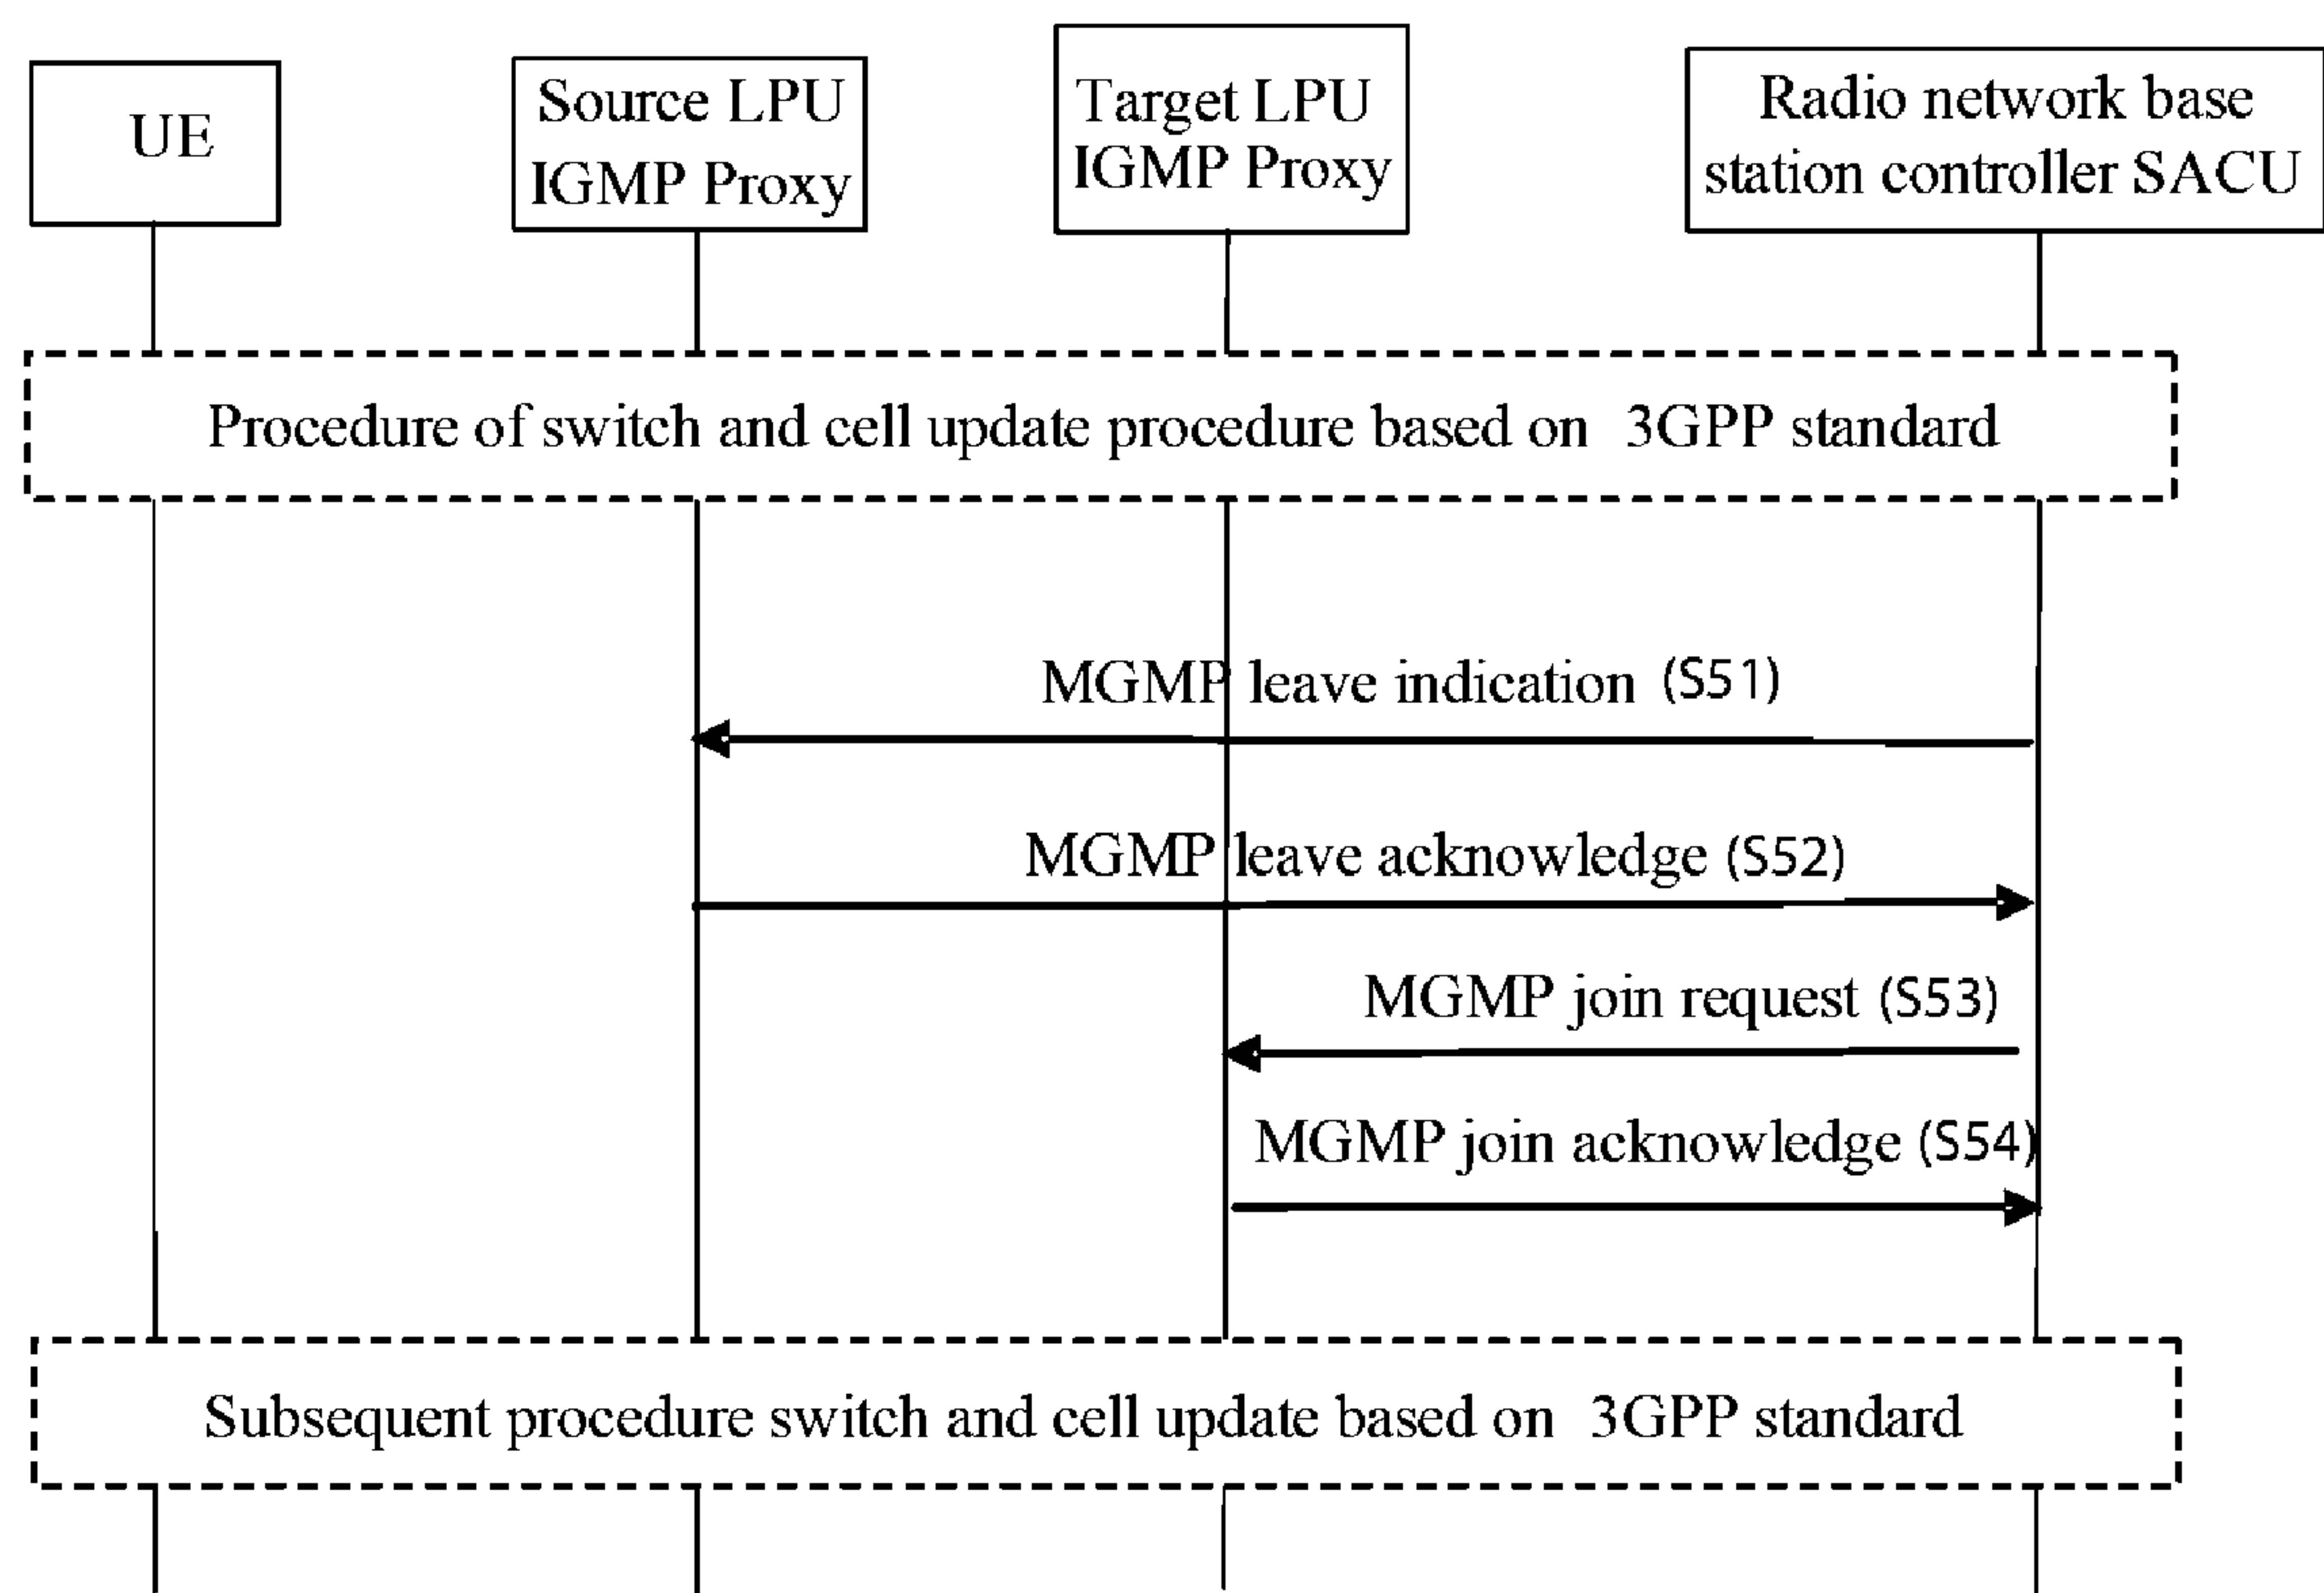 UE
Source LPU
IGMP Proxy
Target LPU
IGMP Proxy
Radio network base
station controller SACU
Procedure of switch and cell update procedure based on 3GPP standard
MGMP leave indication (S51)
MGMP leave acknowledge (S52)
MGMP join request (S53)
MGMP join acknowledge (S54)
Subsequent procedure switch and cell update based on 3GPP standard